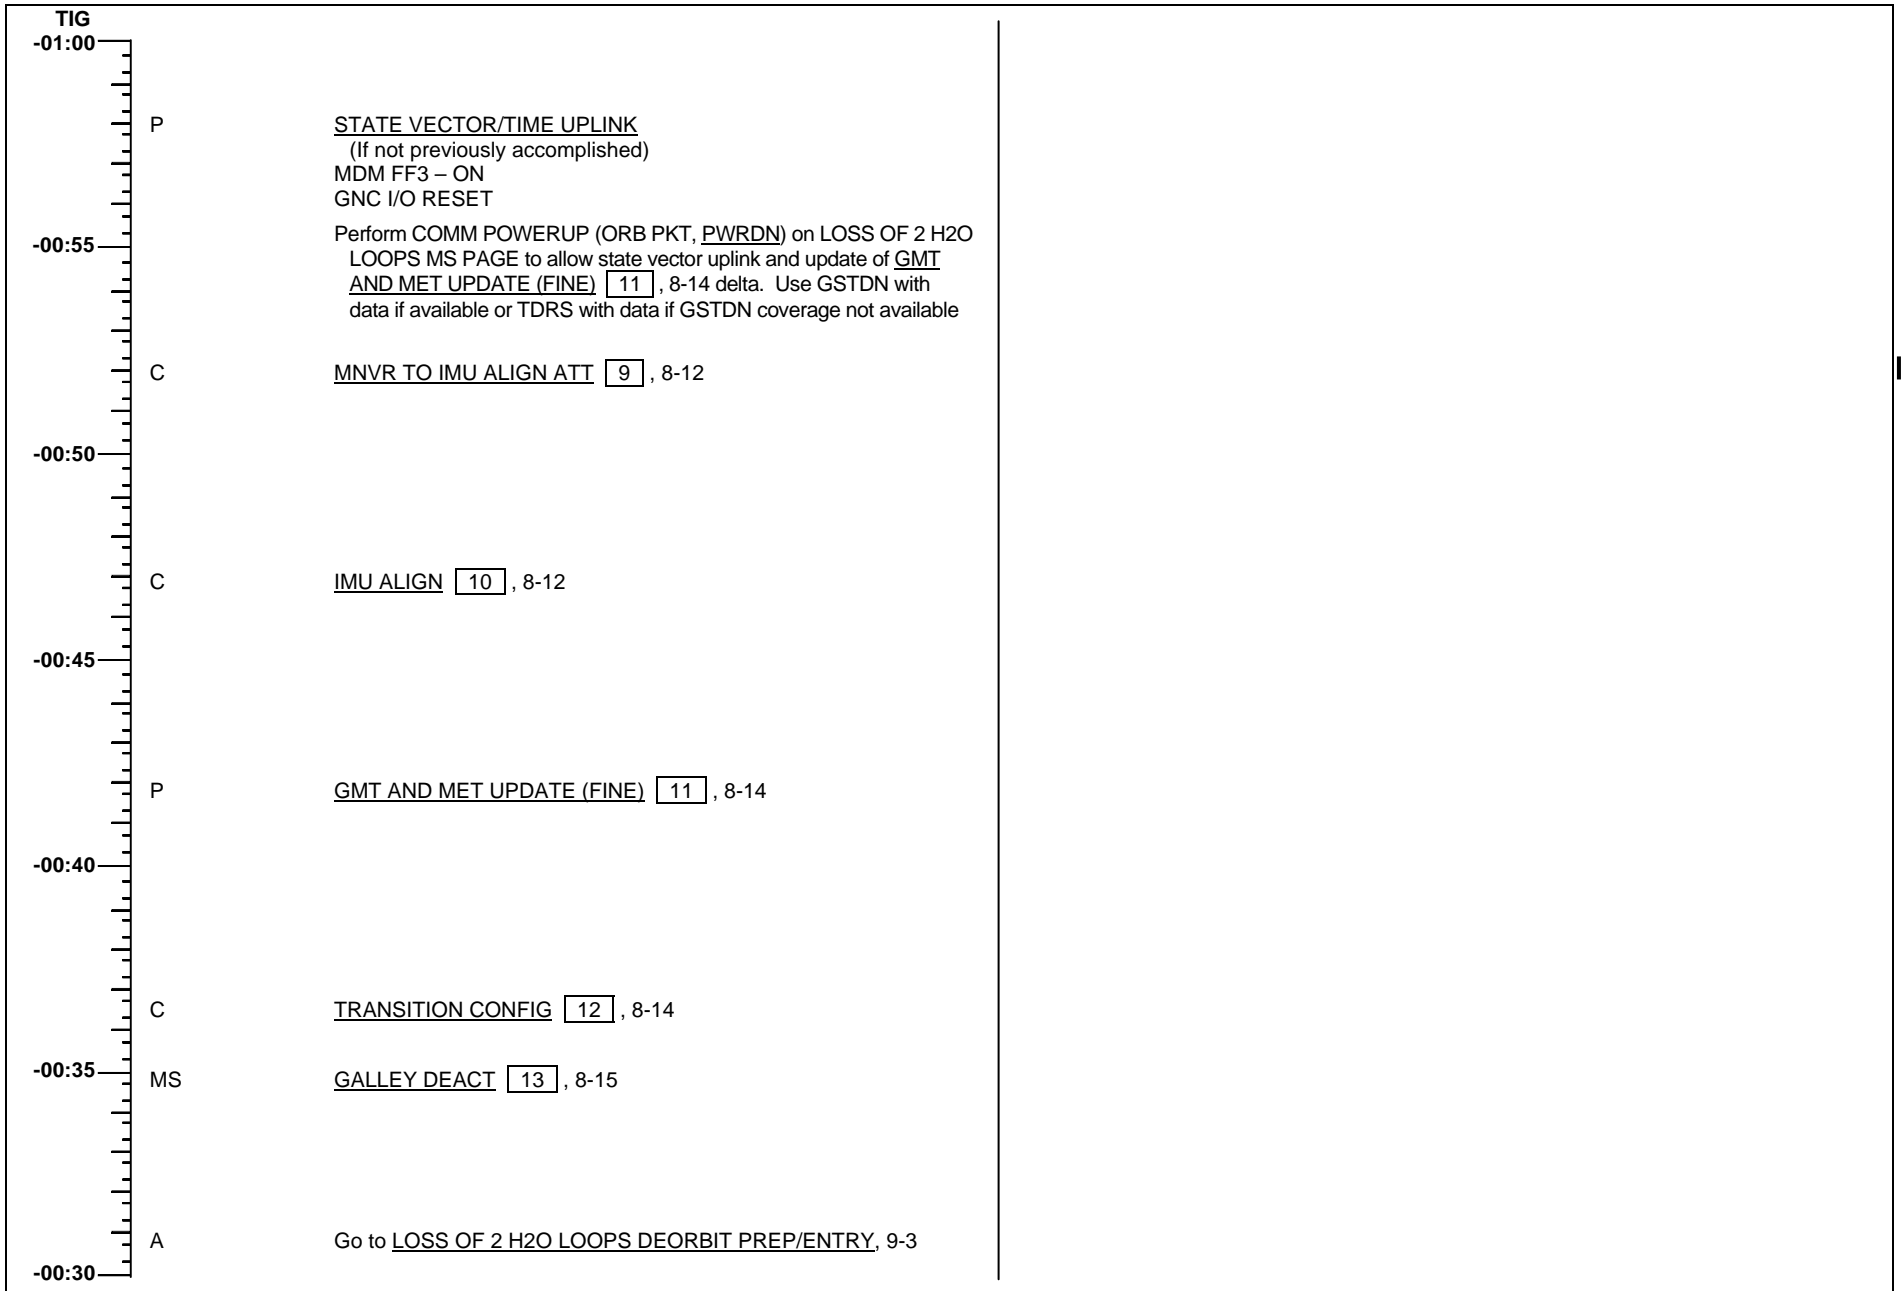 TIG
-01:00
P STATE VECTOR/TIME UPLINK
(If not previously accomplished)
MDM FF3 – ON
GNC I/O RESET
-00:55 Perform COMM POWERUP (ORB PKT, PWRDN) on LOSS OF 2 H2O
LOOPS MS PAGE to allow state vector uplink and update of GMT
AND MET UPDATE (FINE) 11 , 8-14 delta. Use GSTDN with
data if available or TDRS with data if GSTDN coverage not available
C MNVR TO IMU ALIGN ATT 9 , 8-12
-00:50
C IMU ALIGN 10 , 8-12
-00:45
P GMT AND MET UPDATE (FINE) 11 , 8-14
-00:40
C TRANSITION CONFIG 12 , 8-14
-00:35 MS GALLEY DEACT 13 , 8-15
A Go to LOSS OF 2 H2O LOOPS DEORBIT PREP/ENTRY, 9-3
-00:30